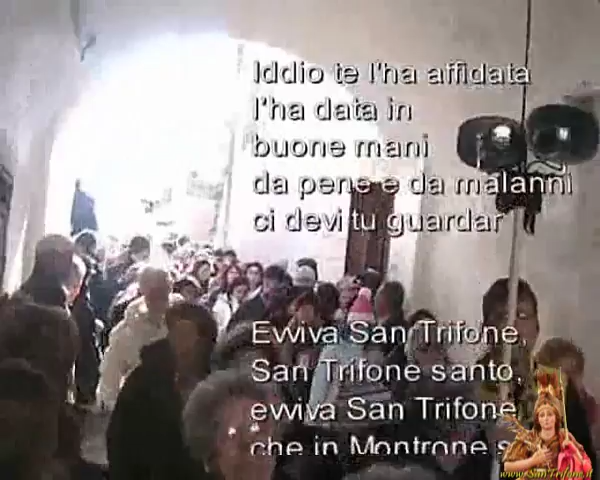 Iddio te l'ha affidata
l'ha data in
buone mani
da pene e da malanni
ci devi tu guardar
Evviva San Trifone,
San Trifone santo,
evviva San Trifone
che in Montrone
www.SanTrifone.it